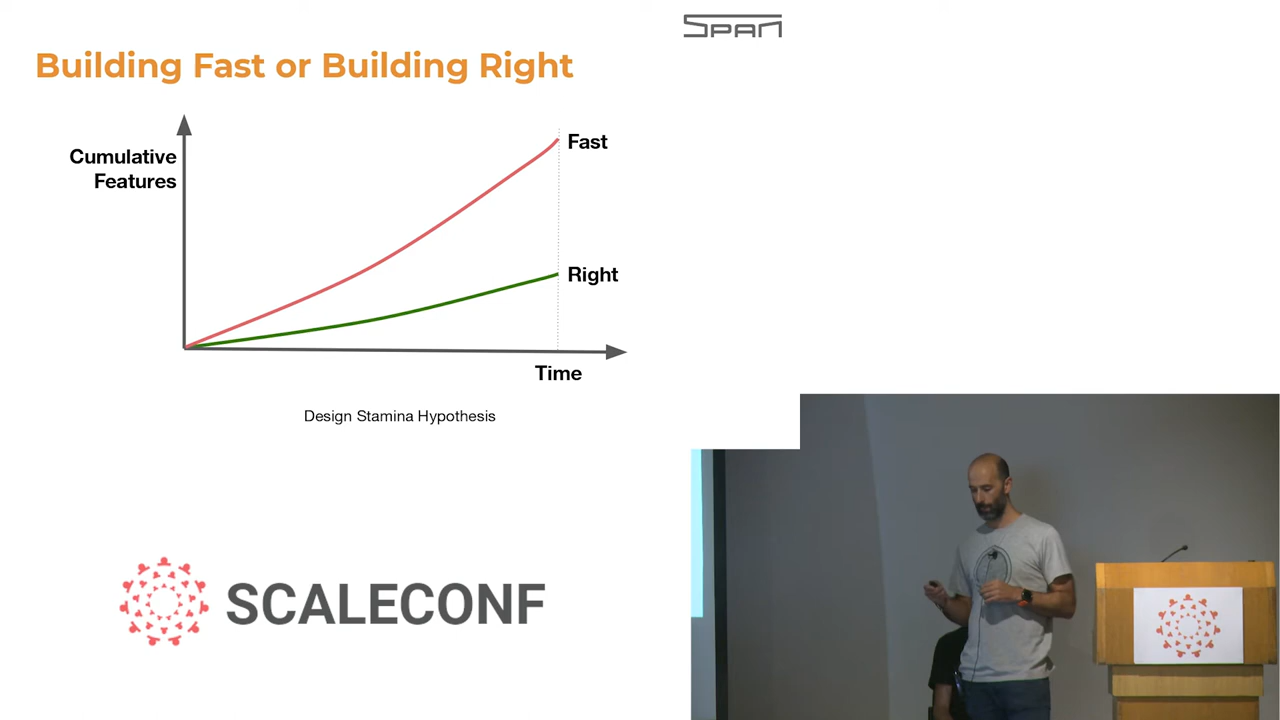 SPAN
Building Fast or Building Right
Cumulative
Features
Fast
Right
Time
Design Stamina Hypothesis
SCALECONF